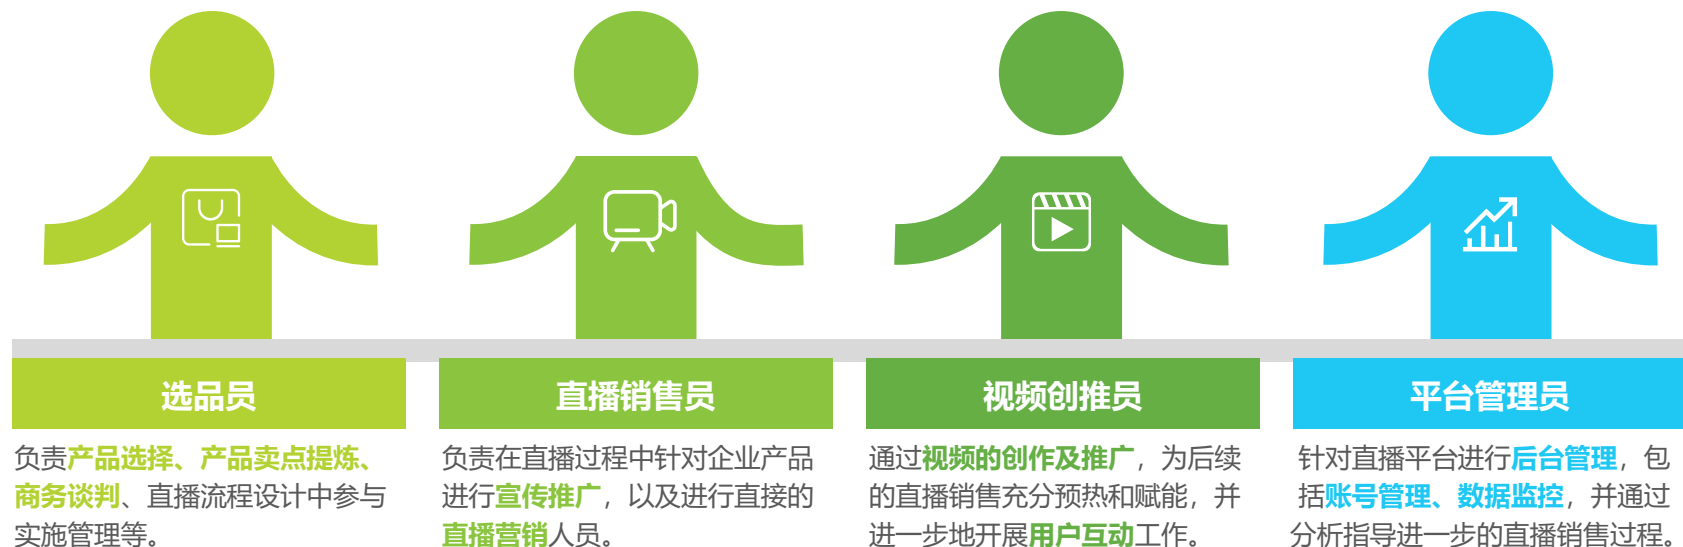 选品员
负责产品选择、产品卖点提炼、
商务谈判、直播流程设计中参与
实施管理等。
直播销售员
负责在直播过程中针对企业产品
进行宣传推广，以及进行直接的
直播营销人员。
视频创推员
通过视频的创作及推广，为后续
的直播销售充分预热和赋能，并
进一步地开展用户互动工作。
平台管理员
针对直播平台进行后台管理，包
括账号管理、数据监控，并通过
分析指导进一步的直播销售过程。